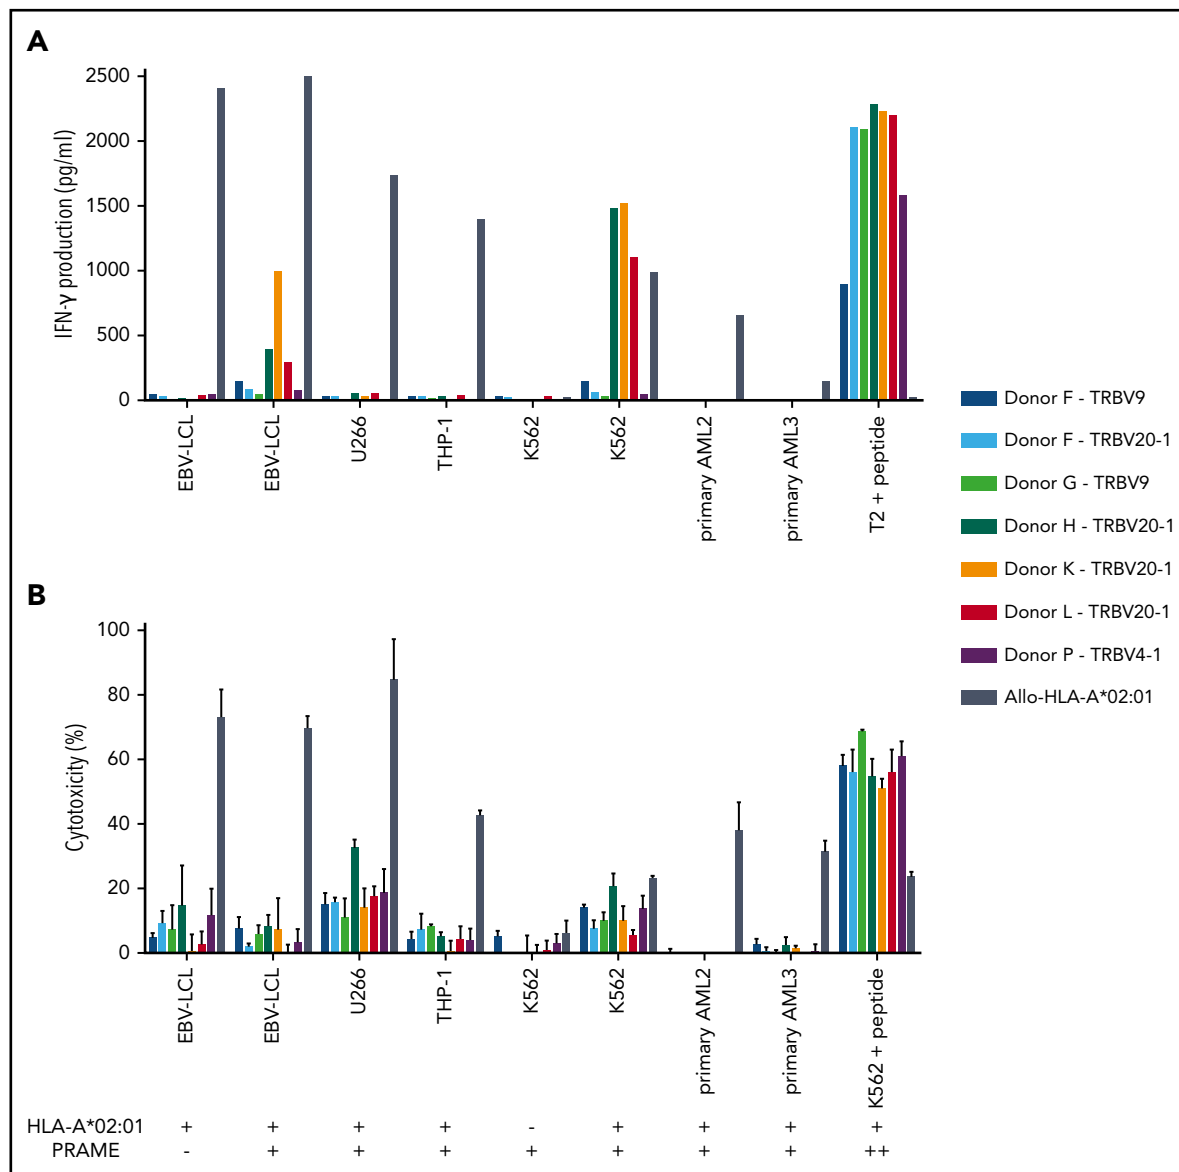 A
IFN-γ production (pg/ml)
2500
2000
1500
1000
500
0
EBV-LCL
EBV-LCL
U266
THP-1
K562
K562
primary AML2
primary AML3
T2 + peptide
Donor F - TRBV9
Donor F - TRBV20-1
Donor G - TRBV9
Donor H - TRBV20-1
Donor K - TRBV20-1
Donor L - TRBV20-1
Donor P - TRBV4-1
Allo-HLA-A*02:01
B
Cytotoxicity (%)
100
80
60
40
20
0
EBV-LCL
EBV-LCL
U266
THP-1
K562
K562
primary AML2
primary AML3
K562 + peptide
HLA-A*02:01 + + + + - + + + +
PRAME - + + + + + + + ++